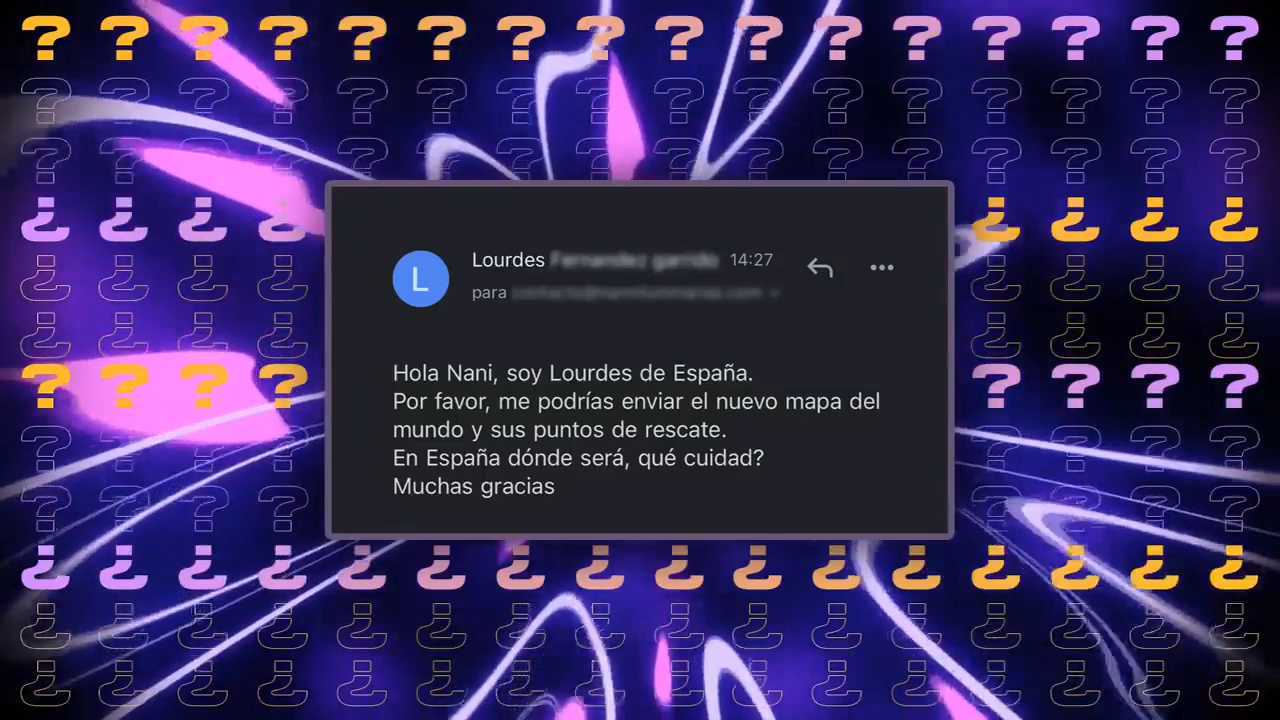 ? ? ? ? ? ? ? ? ? ? ? ? ? ? ? ?
? ? ? ? ? ? ? ? ? ? ? ? ? ? ? ?
? ? ? ? ? ? ? ? ? ? ? ? ? ? ? ?
¿ ¿ ¿ ¿ ¿ ¿ ¿ ¿
L
Lourdes 14:27
para
¿ ¿ ¿ ¿ ¿ ¿ ¿ ¿
¿ ¿ ¿ ¿ ¿ ¿ ¿ ¿
Hola Nani, soy Lourdes de España.
? ? ? ? ? ? ? ?
Por favor, me podrías enviar el nuevo mapa del
mundo y sus puntos de rescate.
? ? ? ? ? ? ? ?
En España dónde será, qué cuidad?
Muchas gracias
? ? ? ? ? ? ? ?
¿ ¿ ¿ ¿ ¿ ¿ ¿ ¿ ¿ ¿ ¿ ¿ ¿ ¿ ¿ ¿
¿ ¿ ¿ ¿ ¿ ¿ ¿ ¿ ¿ ¿ ¿ ¿ ¿ ¿ ¿ ¿
¿ ¿ ¿ ¿ ¿ ¿ ¿ ¿ ¿ ¿ ¿ ¿ ¿ ¿ ¿ ¿